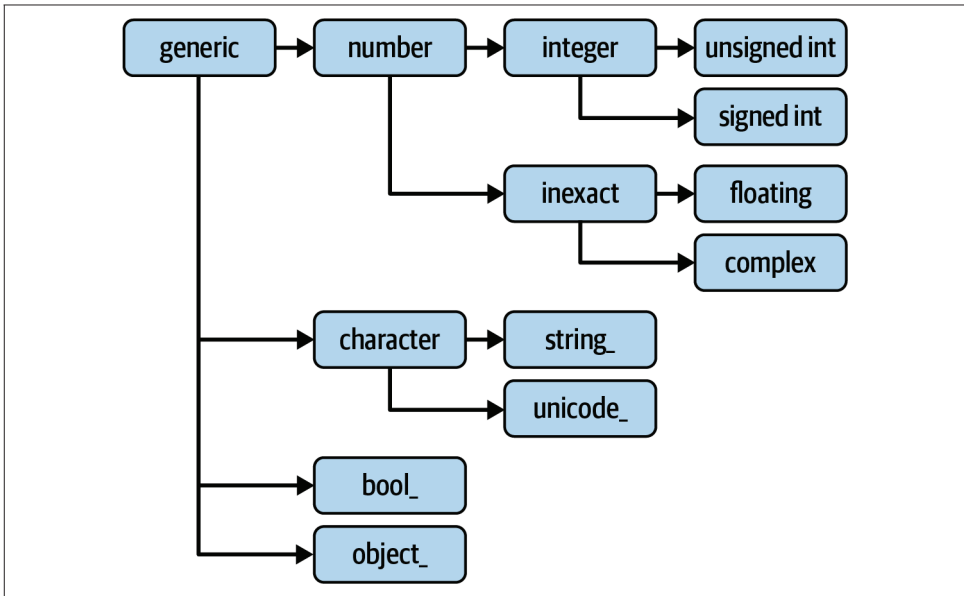 generic
number
integer
unsigned int
signed int
inexact
floating
complex
character
string_
unicode_
bool_
object_